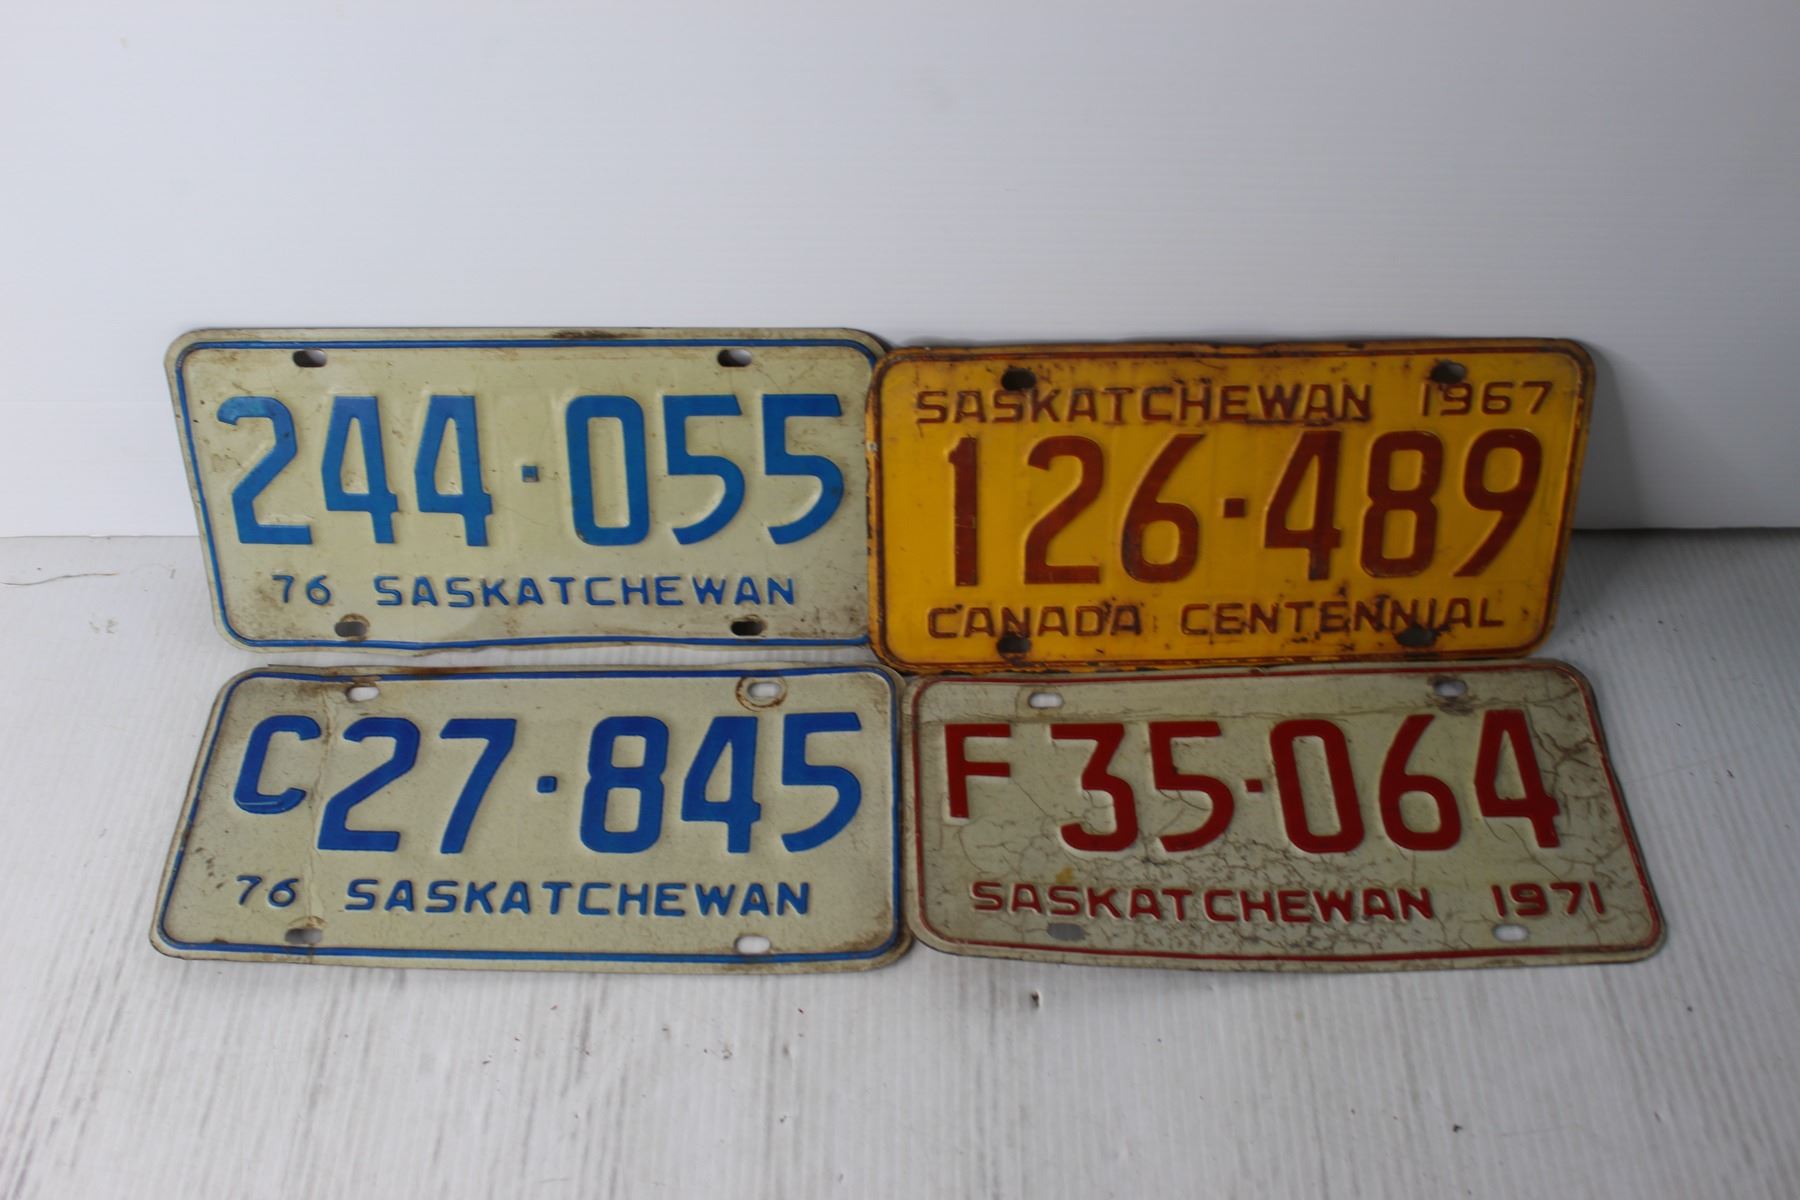 244·055
76 SASKATCHEWAN
SASKATCHEWAN 1967
126·489
CANADA CENTENNIAL
C27·845
76 SASKATCHEWAN
F35·064
SASKATCHEWAN 1971